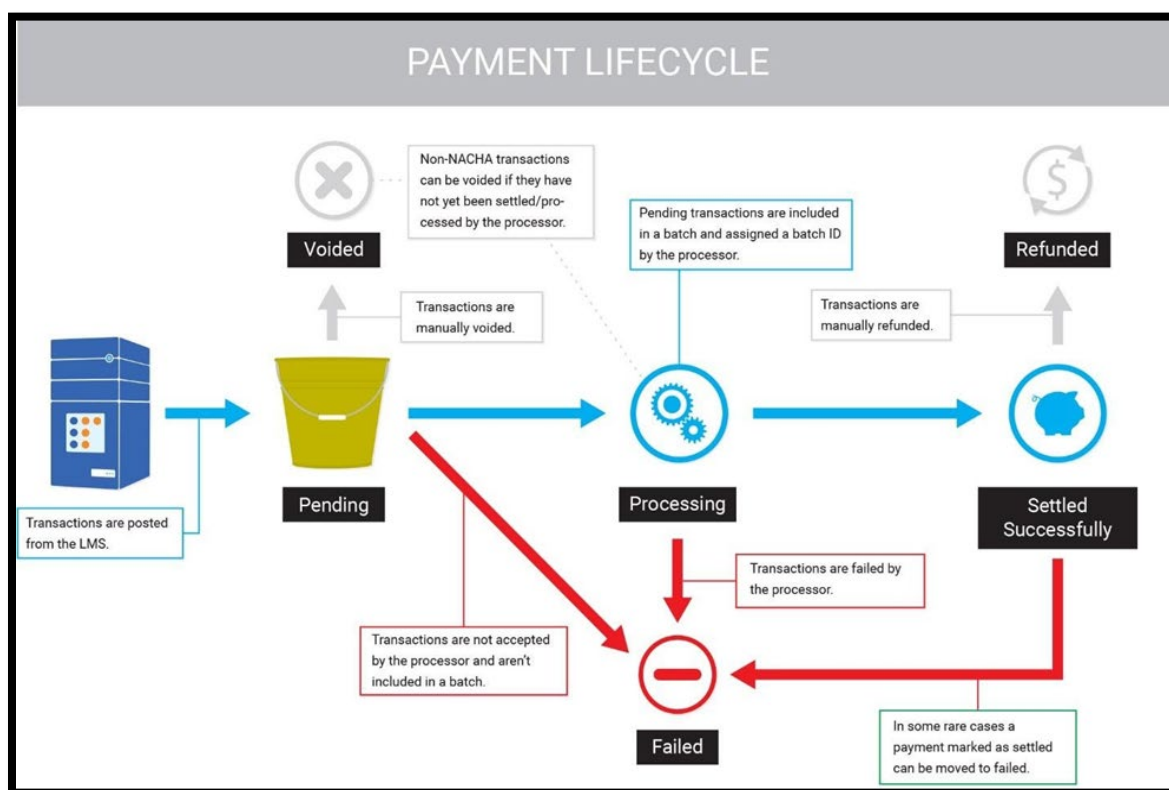 PAYMENT LIFECYCLE
Non-NACHA transactions
can be voided if they have
not yet been settled/pro-
cessed by the processor.
Pending transactions are included
in a batch and assigned a batch ID
by the processor.
Voided
Refunded
Transactions are
manually voided.
Transactions are
manually refunded.
$
Pending
Processing
Settled
Successfully
Transactions are posted
from the LMS.
Transactions are failed by
the processor.
Transactions are not accepted
by the processor and aren't
included in a batch.
Failed
In some rare cases a
payment marked as settled
can be moved to failed.